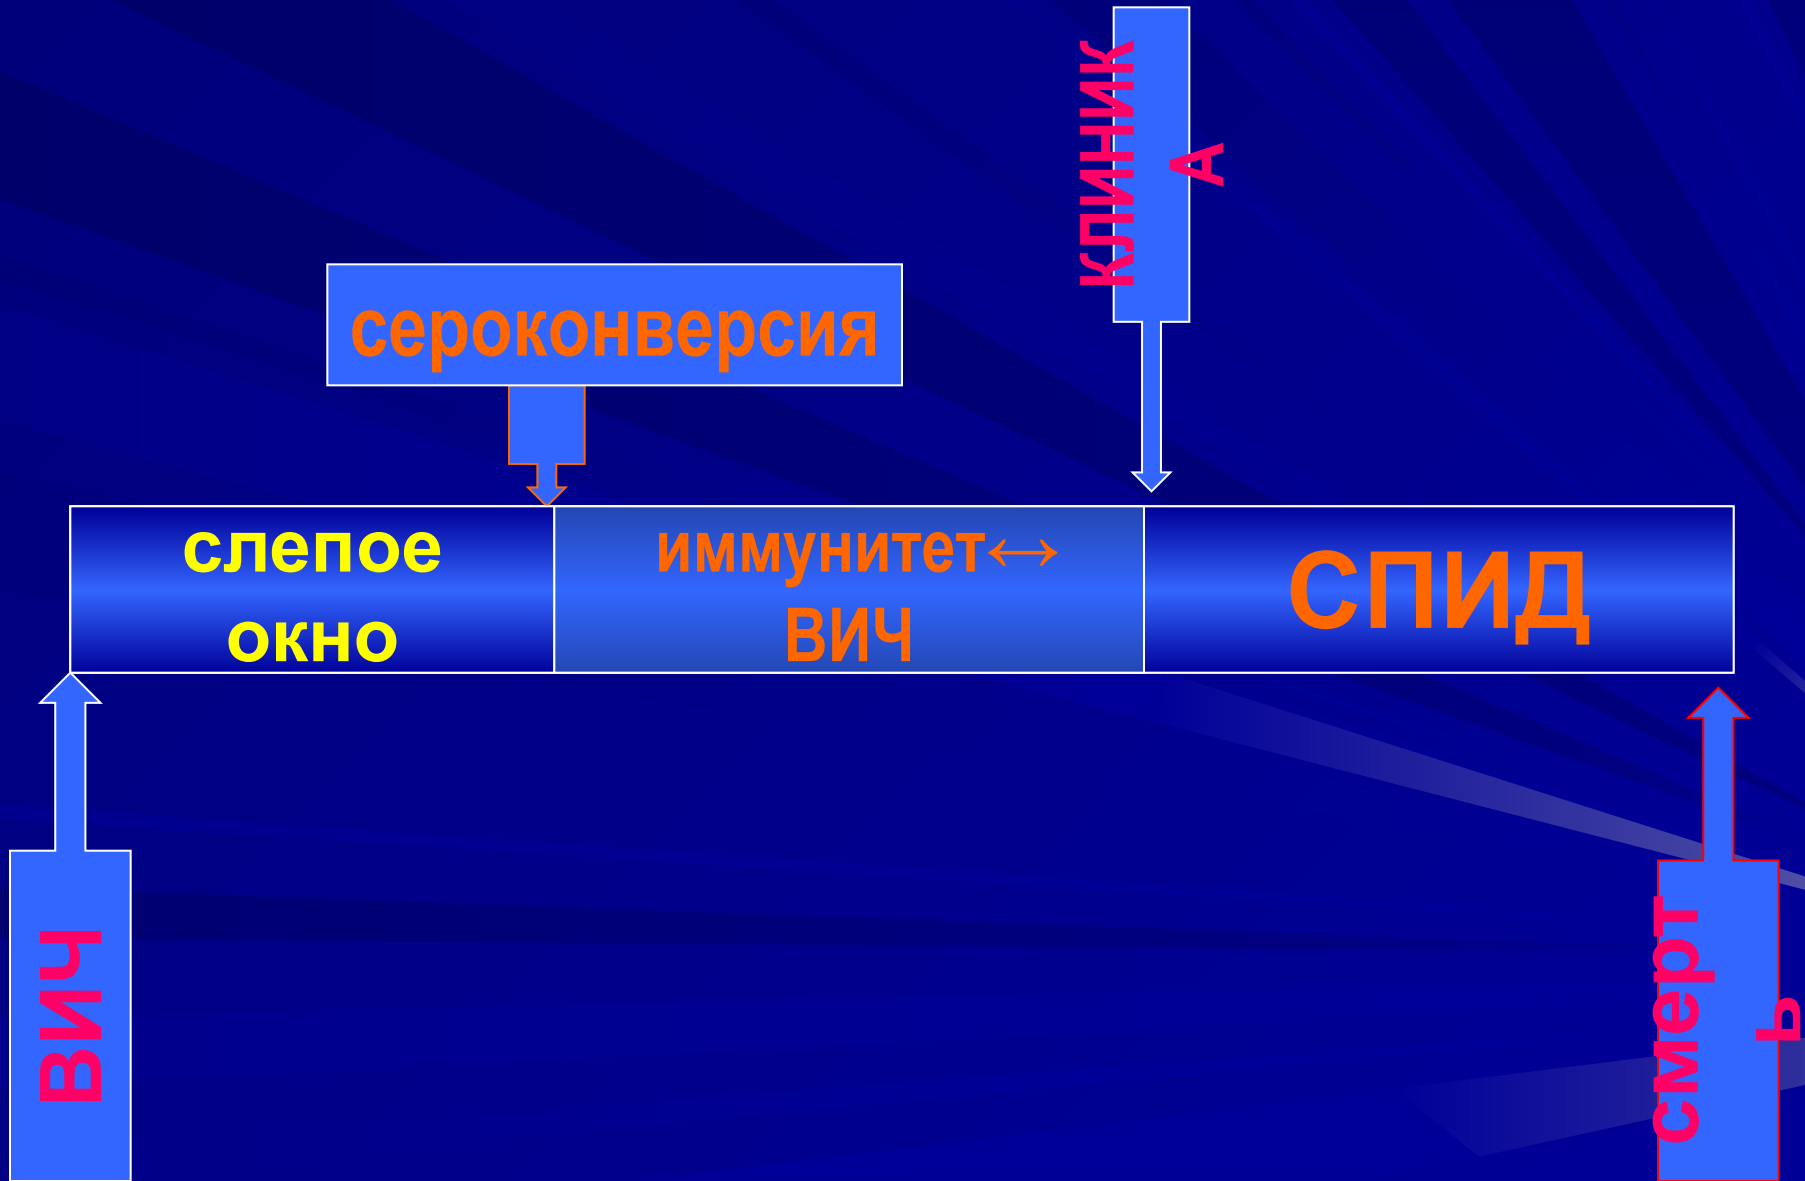 клиник
а
сероконверсия
слепое
окно
иммунитет↔
ВИЧ
СПИД
ВИЧ
смерт
ь